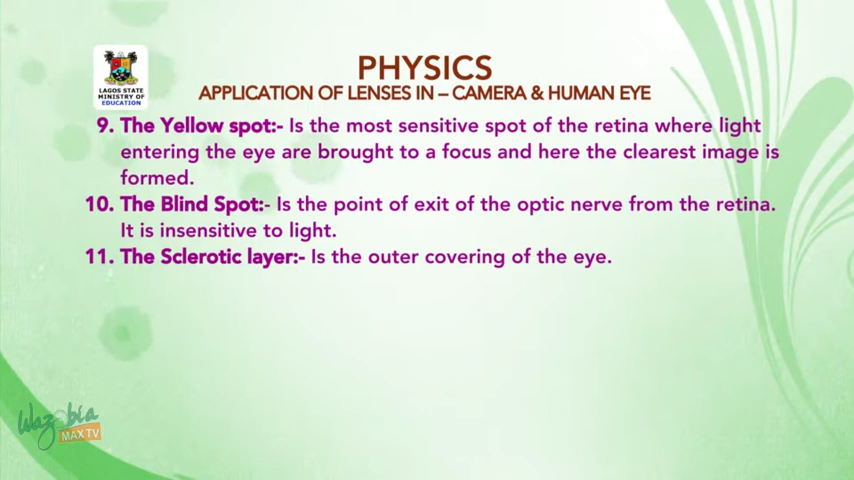 LAGOS STATE
MINISTRY OF
EDUCATION
PHYSICS
APPLICATION OF LENSES IN – CAMERA & HUMAN EYE
9. The Yellow spot:- Is the most sensitive spot of the retina where light
entering the eye are brought to a focus and here the clearest image is
formed.
10. The Blind Spot:- Is the point of exit of the optic nerve from the retina.
It is insensitive to light.
11. The Sclerotic layer:- Is the outer covering of the eye.
Wazobia
MAX TV